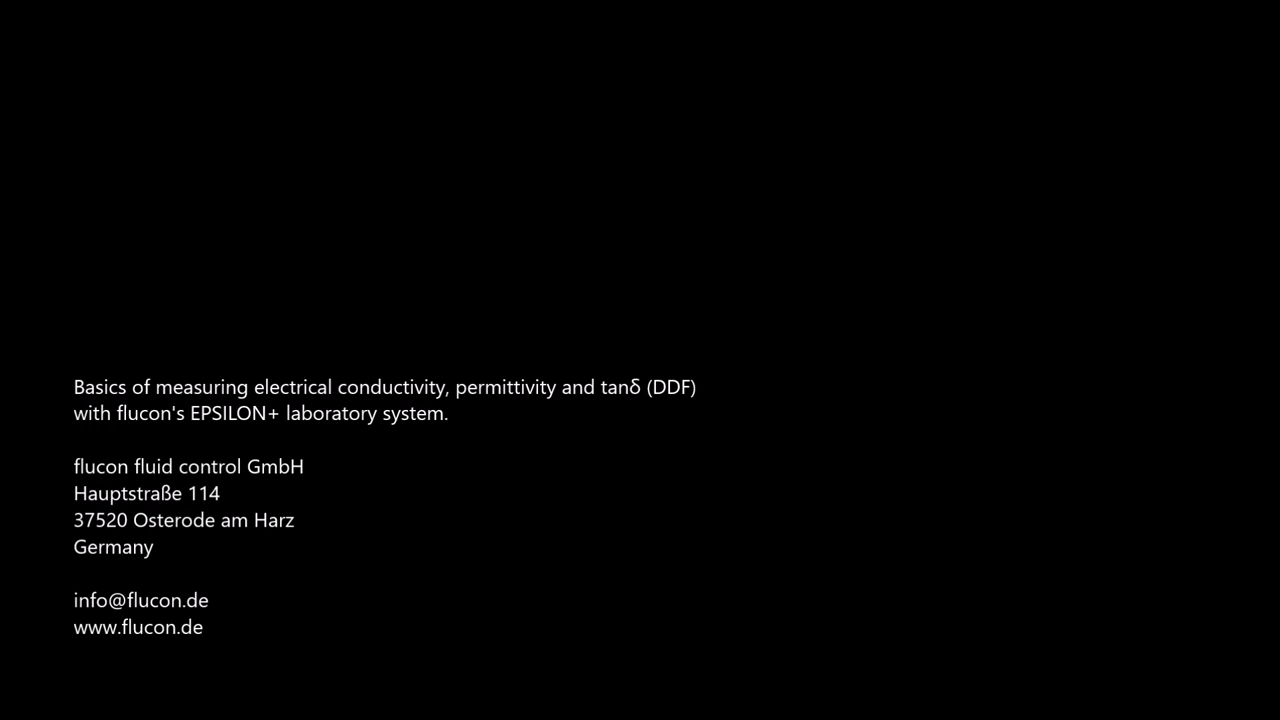 Basics of measuring electrical conductivity, permittivity and tanδ (DDF)
with flucon's EPSILON+ laboratory system.
flucon fluid control GmbH
Hauptstraße 114
37520 Osterode am Harz
Germany
info@flucon.de
www.flucon.de